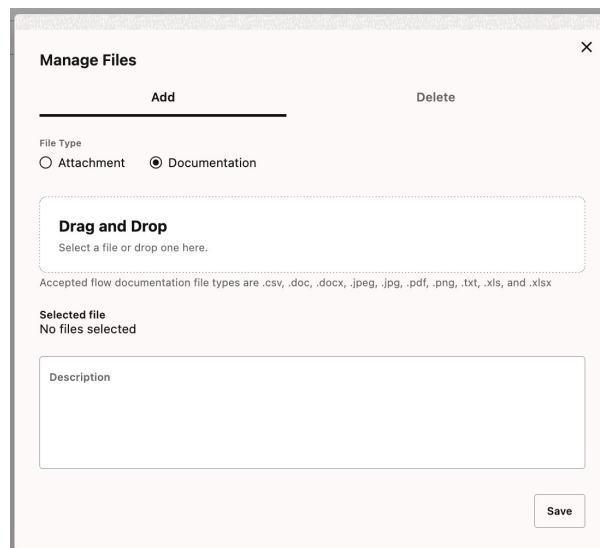 Manage Files
Add
Delete
File Type
Attachment
Documentation
Drag and Drop
Select a file or drop one here.
Accepted flow documentation file types are .csv, .doc, .docx, .jpeg, .jpg, .pdf, .png, .txt, .xls, and .xlsx
Selected file
No files selected
Description
Save